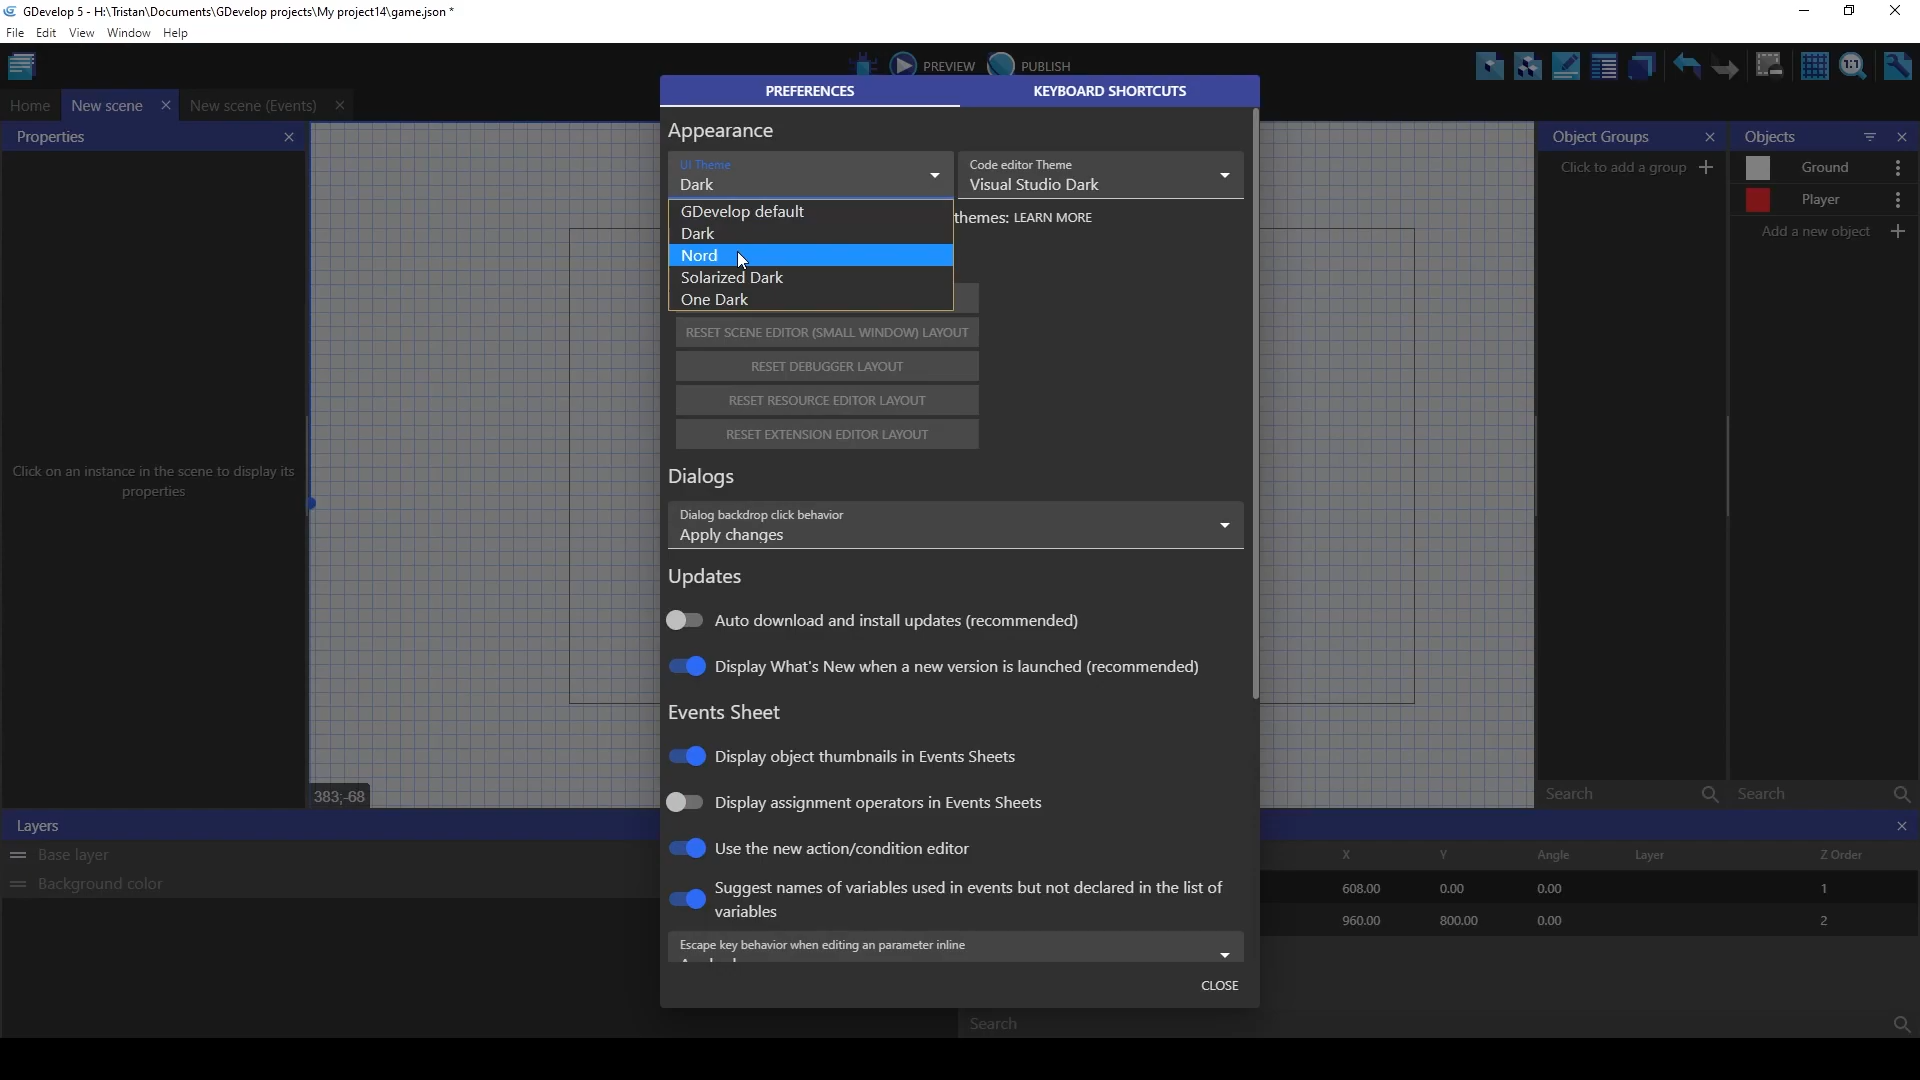 GDevelop 5 - H:\Tristan\Documents\GDevelop projects\My project14\game.json *
File Edit View Window Help
PREVIEW PUBLISH
1:1
Home New scene New scene (Events)
PREFERENCES KEYBOARD SHORTCUTS
Properties
Click on an instance in the scene to display its
properties
383;-68
Appearance
UI Theme
Dark
Code editor Theme
Visual Studio Dark
GDevelop default
Dark
Nord
Solarized Dark
One Dark
themes: LEARN MORE
RESET SCENE EDITOR (SMALL WINDOW) LAYOUT
RESET DEBUGGER LAYOUT
RESET RESOURCE EDITOR LAYOUT
RESET EXTENSION EDITOR LAYOUT
Dialogs
Dialog backdrop click behavior
Apply changes
Updates
Auto download and install updates (recommended)
Display What's New when a new version is launched (recommended)
Events Sheet
Display object thumbnails in Events Sheets
Display assignment operators in Events Sheets
Use the new action/condition editor
Suggest names of variables used in events but not declared in the list of
variables
Escape key behavior when editing an parameter inline
CLOSE
Object Groups
Click to add a group
Search
Objects
Ground
Player
Add a new object
Search
Layers
Base layer
Background color
X Y Angle Layer Z Order
608.00 0.00 0.00 1
960.00 800.00 0.00 2
Search